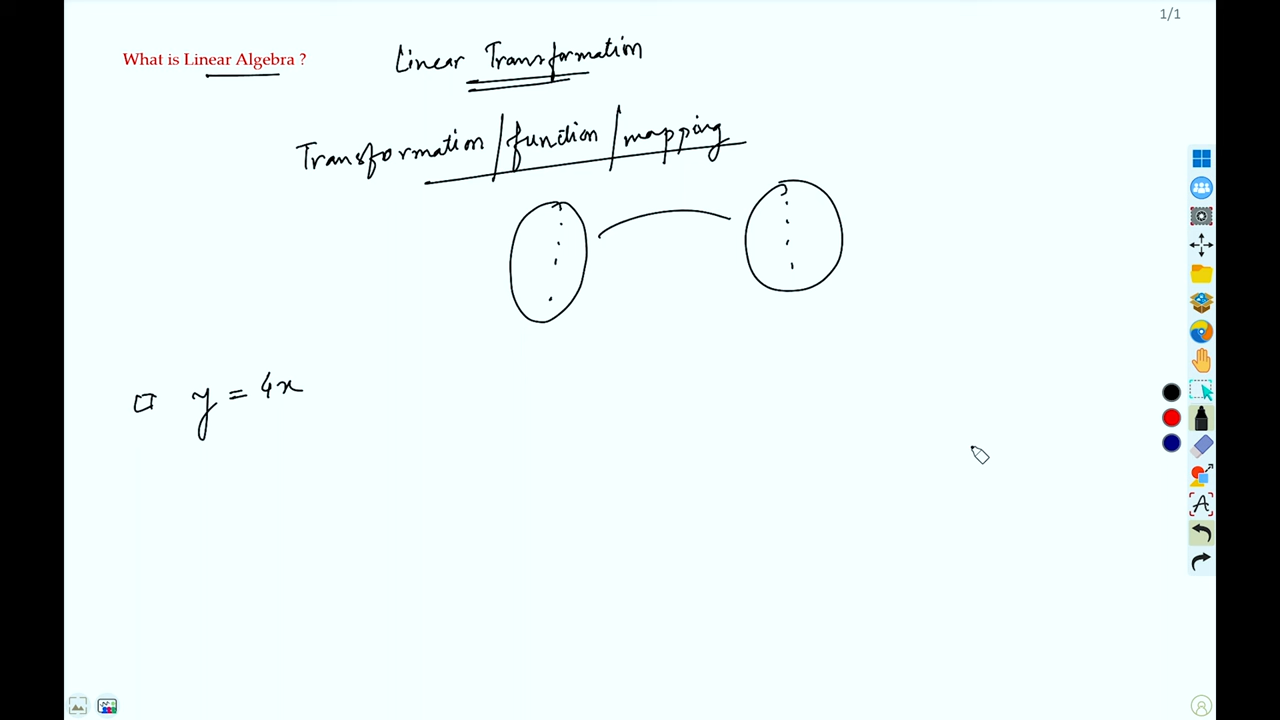 1/1
What is Linear Algebra ?
Linear Transformation
Transformation/function/mapping
y = 4x